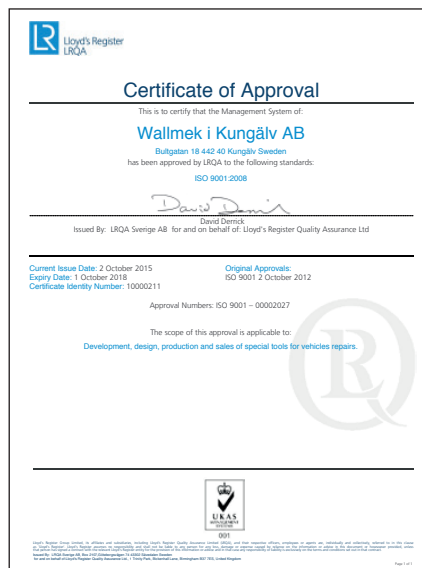 LR
Lloyd's Register
LRQA
Certificate of Approval
This is to certify that the Management System of:
Wallmek i Kungälv AB
Bultgatan 18 442 40 Kungälv Sweden
has been approved by LRQA to the following standards:
ISO 9001:2008
David Derrick
Issued By: LRQA Sverige AB for and on behalf of: Lloyd's Register Quality Assurance Ltd
Current Issue Date: 2 October 2015
Expiry Date: 1 October 2018
Certificate Identity Number: 10000211
Original Approvals:
ISO 9001 2 October 2012
Approval Numbers: ISO 9001 – 00002027
The scope of this approval is applicable to:
Development, design, production and sales of special tools for vehicles repairs.
LRQ
UKAS
MANAGEMENT
SYSTEMS
001
Page 1 of 1